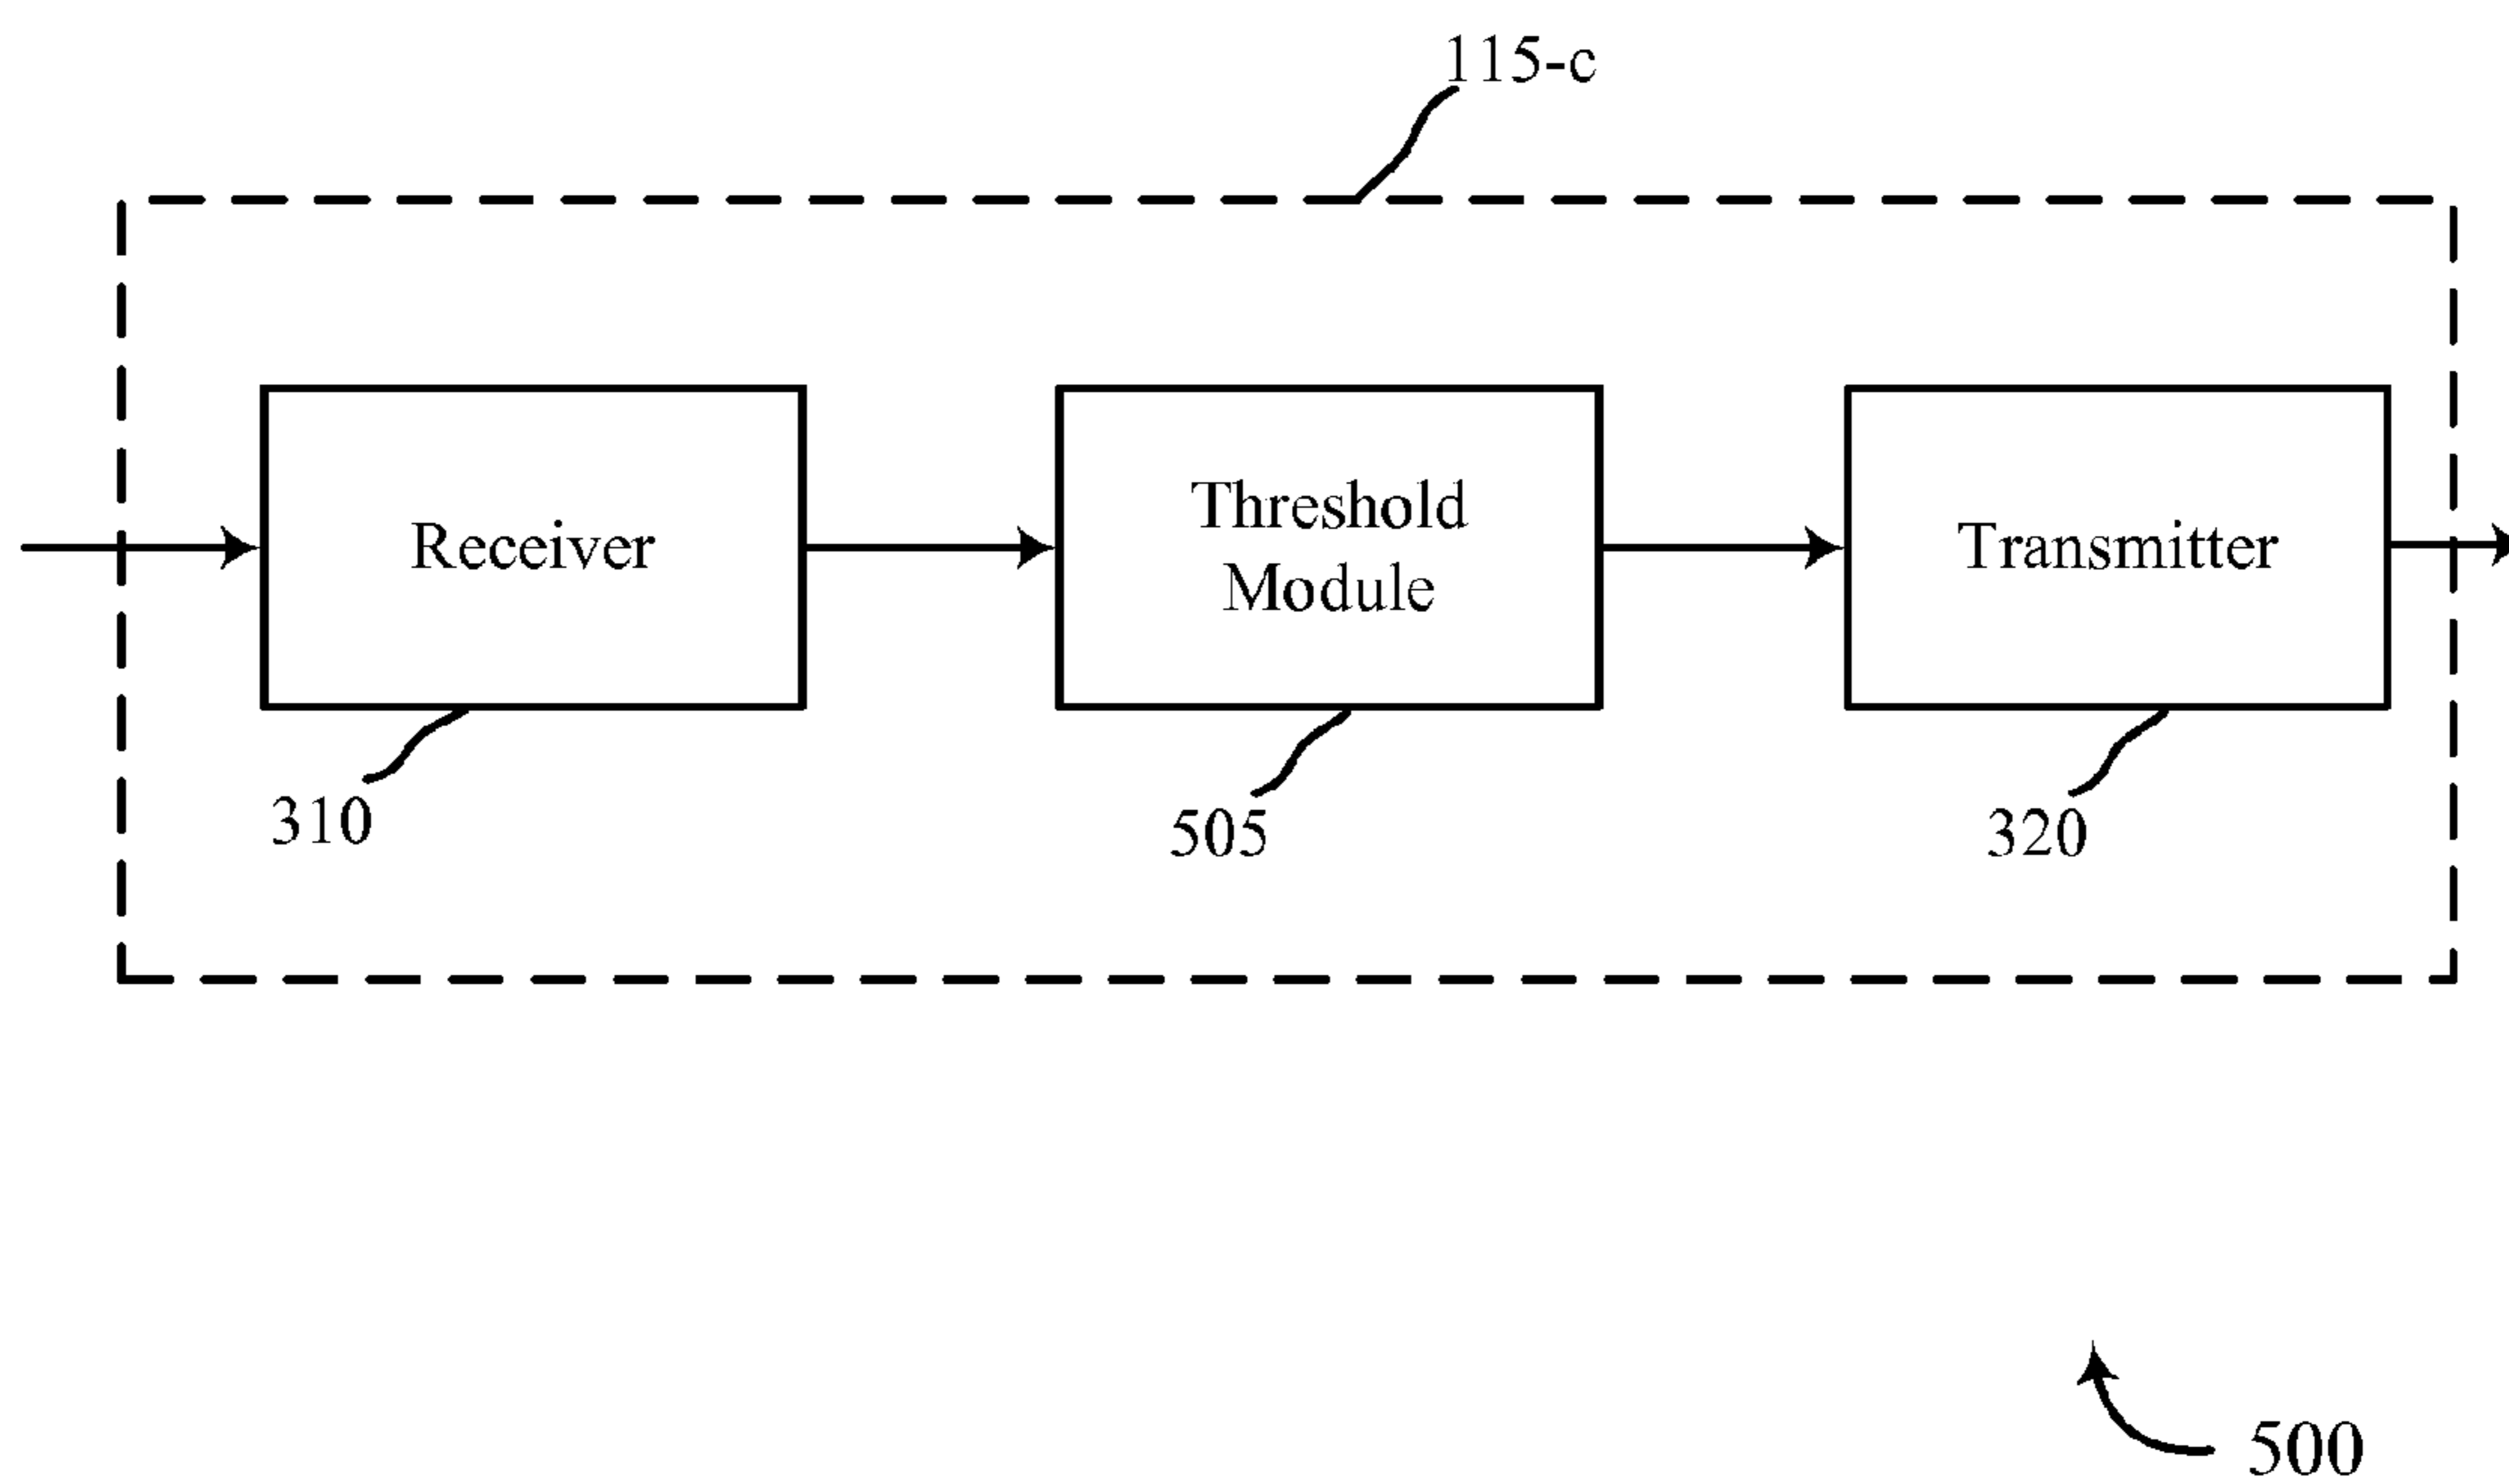 115-c
Receiver
Threshold
Module
Transmitter
310
505
320
500